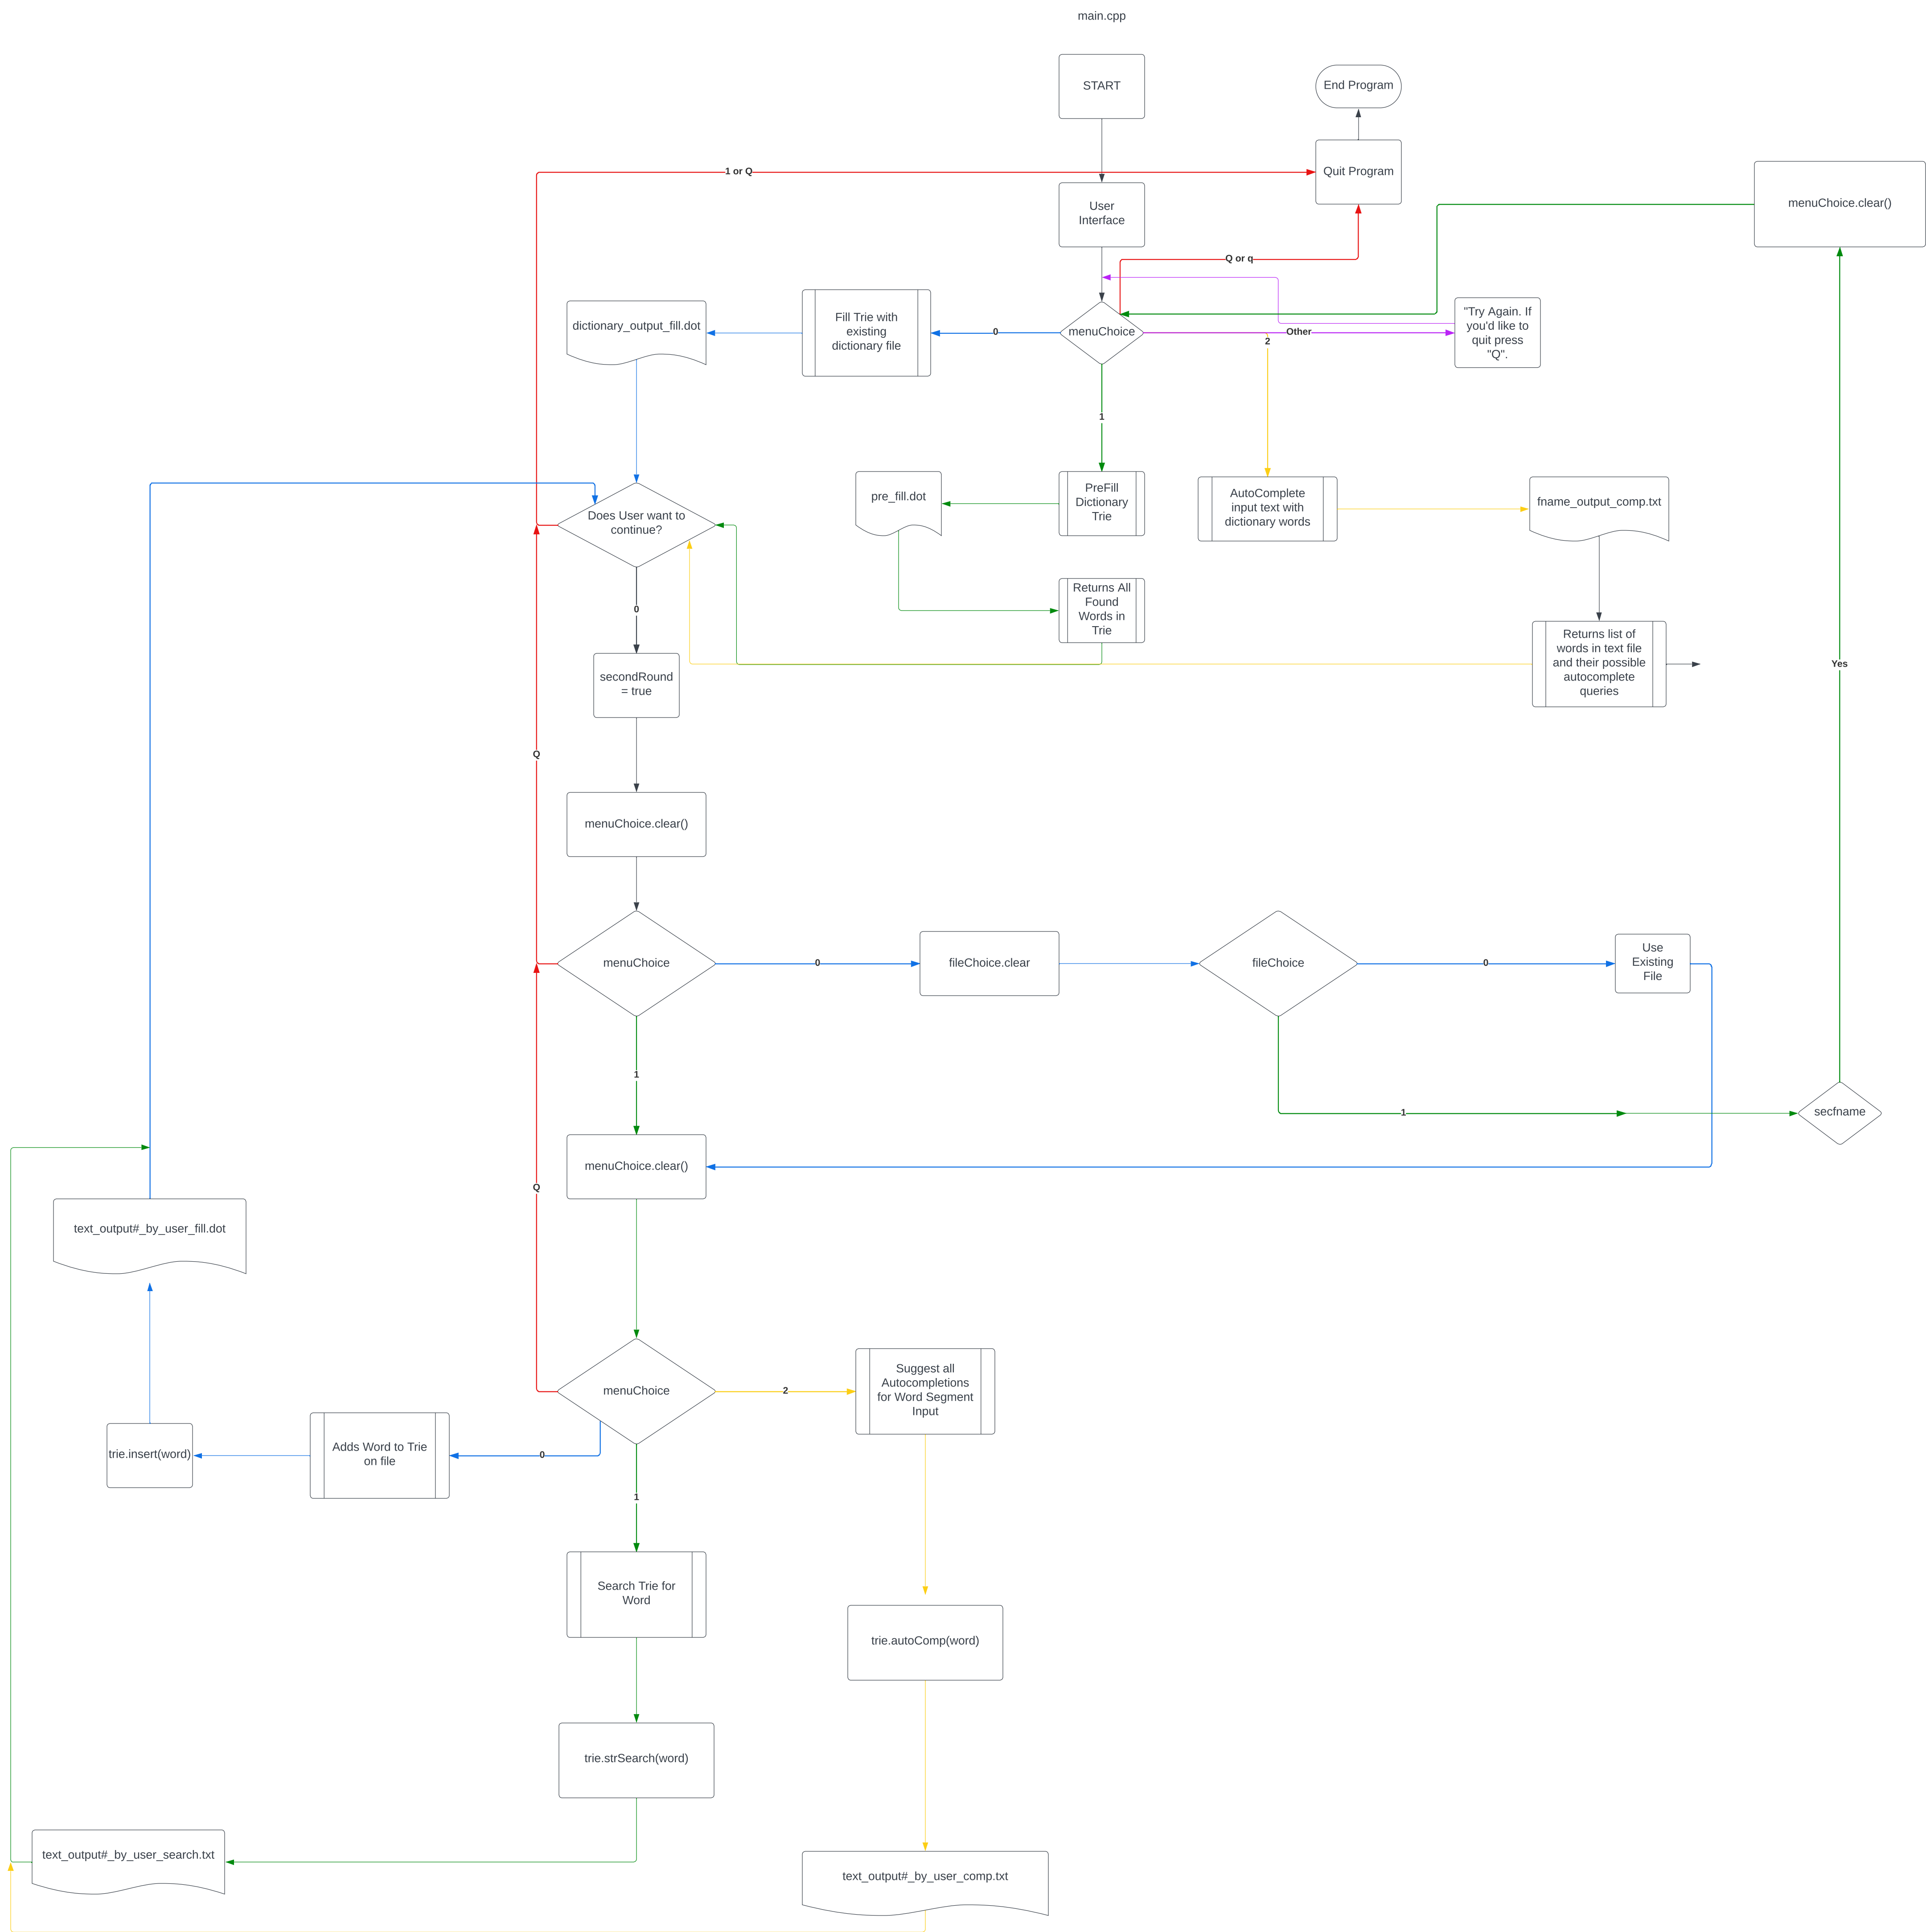 main.cpp
START
End Program
Quit Program
1 or Q
User
Interface
menuChoice.clear()
Q or q
dictionary_output_fill.dot
Fill Trie with
existing
dictionary file
0
menuChoice
Other
2
"Try Again. If
you'd like to
quit press
"Q".
1
pre_fill.dot
PreFill
Dictionary
Trie
AutoComplete
input text with
dictionary words
fname_output_comp.txt
Does User want to
continue?
Returns All
Found
Words in
Trie
0
Returns list of
words in text file
and their possible
autocomplete
queries
Yes
secondRound
= true
Q
menuChoice.clear()
menuChoice
0
fileChoice.clear
fileChoice
0
Use
Existing
File
1
1
secfname
menuChoice.clear()
Q
text_output#_by_user_fill.dot
menuChoice
2
Suggest all
Autocompletions
for Word Segment
Input
trie.insert(word)
Adds Word to Trie
on file
0
1
Search Trie for
Word
trie.autoComp(word)
trie.strSearch(word)
text_output#_by_user_search.txt
text_output#_by_user_comp.txt